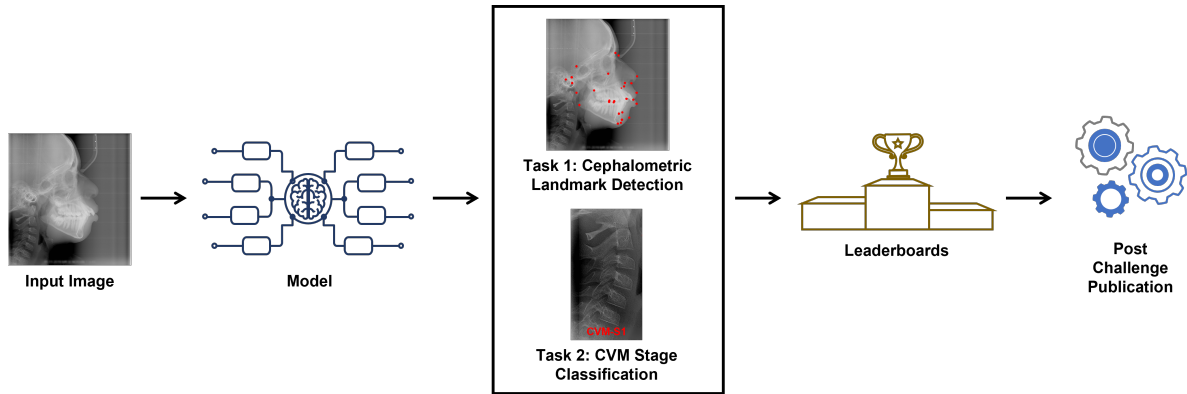 Input Image
Model
Task 1: Cephalometric
Landmark Detection
CVM-S1
Task 2: CVM Stage
Classification
Leaderboards
Post
Challenge
Publication